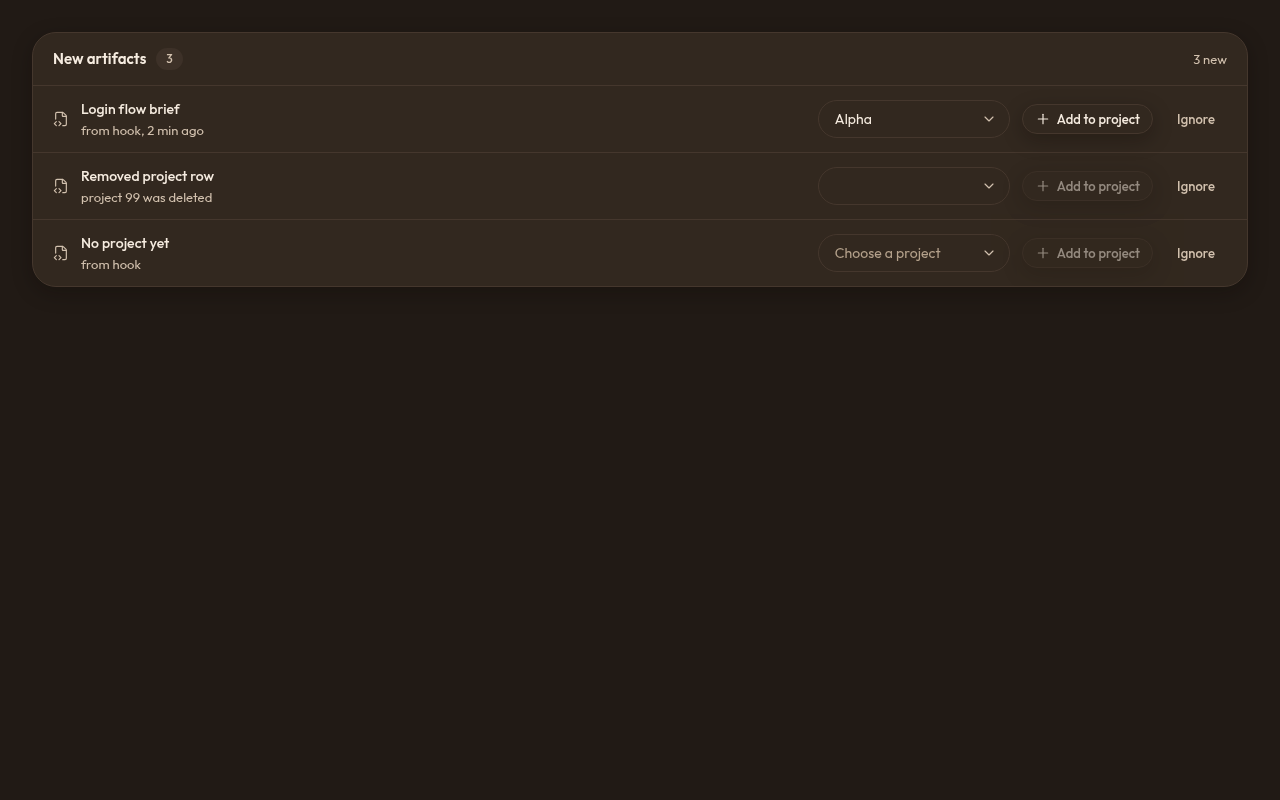 New artifacts 3
3 new
Login flow brief
from hook, 2 min ago
Alpha
Add to project
Ignore
Removed project row
project 99 was deleted
Add to project
Ignore
No project yet
from hook
Choose a project
Add to project
Ignore